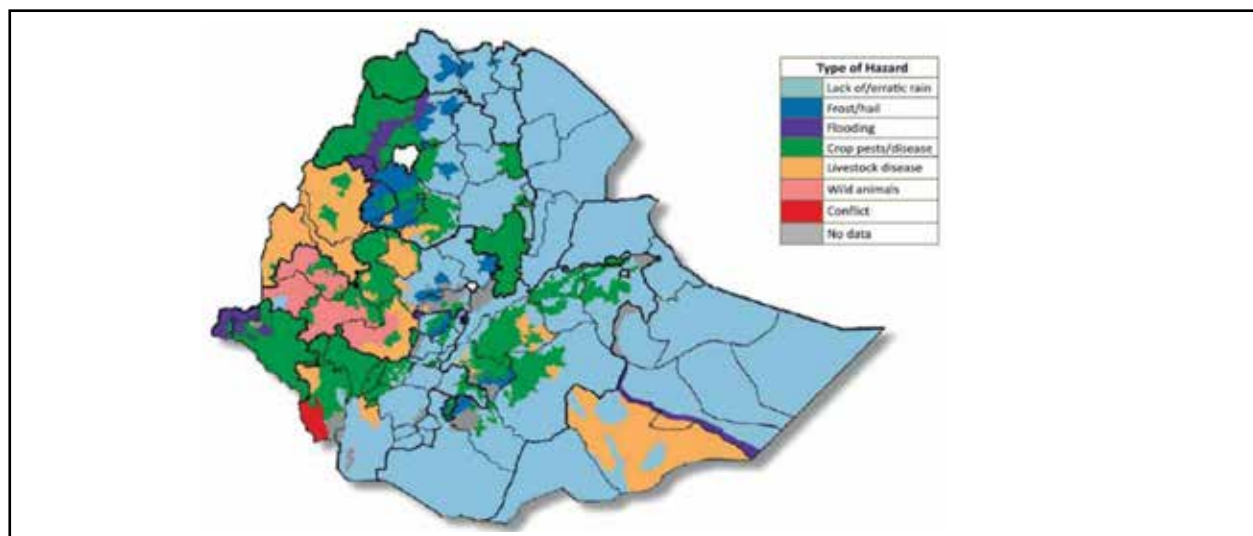 Type of Hazard
Lack of/erratic rain
Frost/hail
Flooding
Crop pests/disease
Livestock disease
Wild animals
Conflict
No data